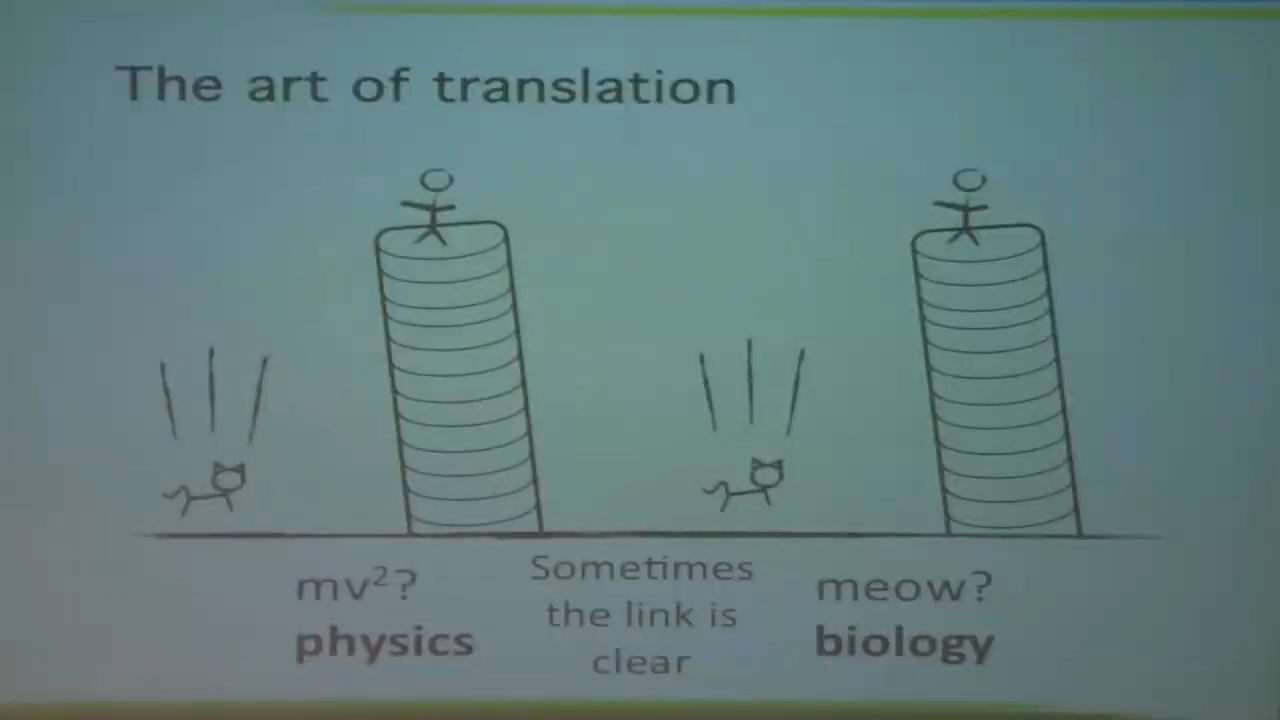 The art of translation
mv²?
physics
Sometimes
the link is
clear
meow?
biology